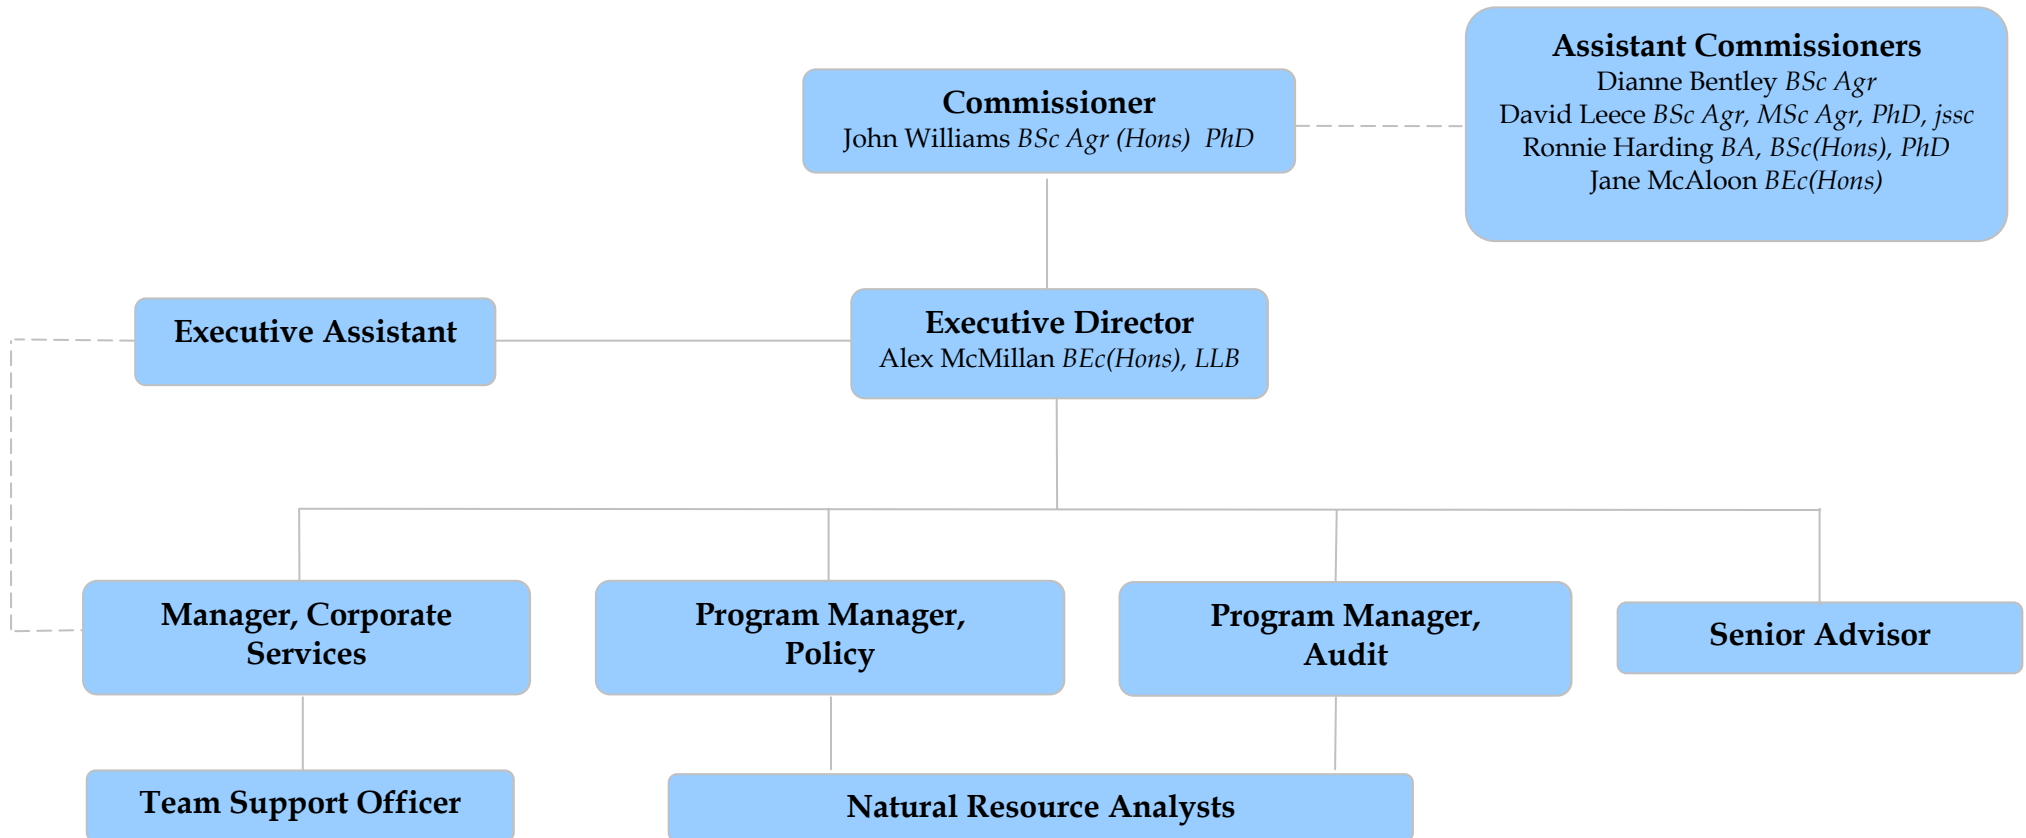 Assistant Commissioners
Dianne Bentley BSc Agr
David Leece BSc Agr, MSc Agr, PhD, jssc
Ronnie Harding BA, BSc(Hons), PhD
Jane McAloon BEc(Hons)
Commissioner
John Williams BSc Agr (Hons)  PhD
Executive Assistant
Executive Director
Alex McMillan BEc(Hons), LLB
Manager, Corporate
Services
Program Manager,
Policy
Program Manager,
Audit
Senior Advisor
Team Support Officer
Natural Resource Analysts